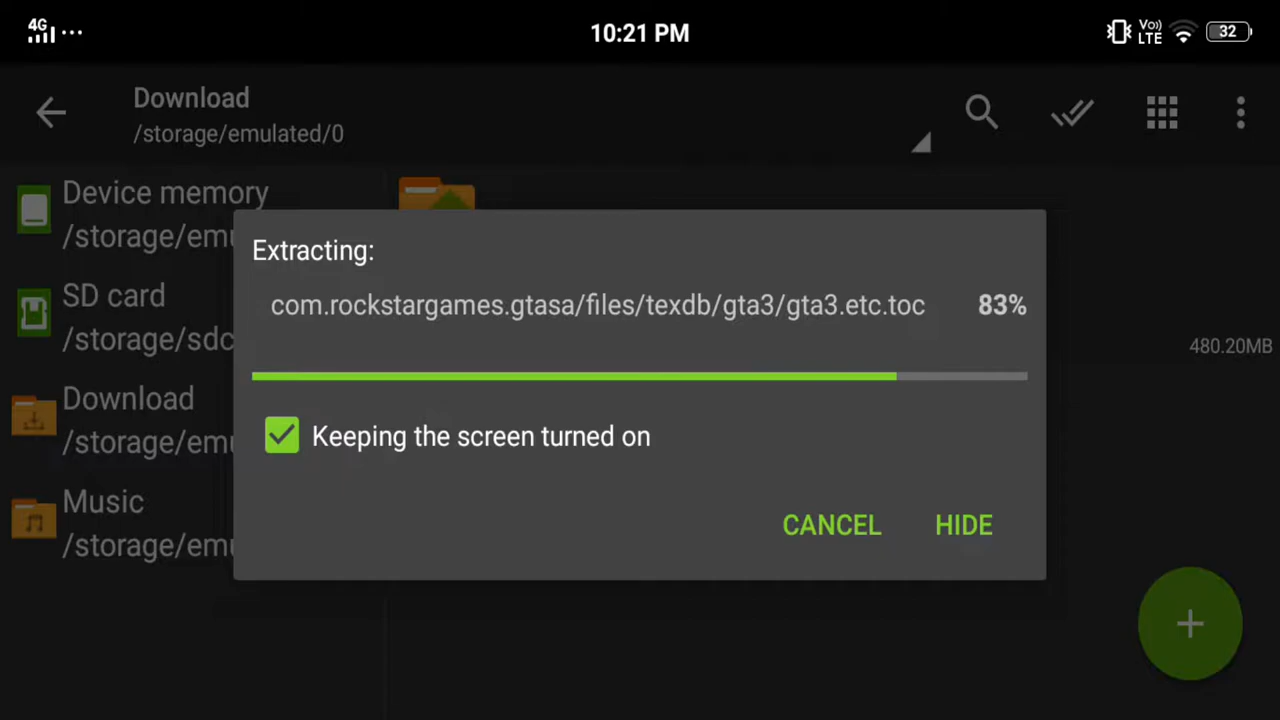 4G
10:21 PM
Vo))
LTE
32
Download
/storage/emulated/0
Device memory
/storage/emu
SD card
/storage/sdc
Download
/storage/emu
Music
/storage/emu
480.20MB
Extracting:
com.rockstargames.gtasa/files/texdb/gta3/gta3.etc.toc 83%
Keeping the screen turned on
CANCEL HIDE